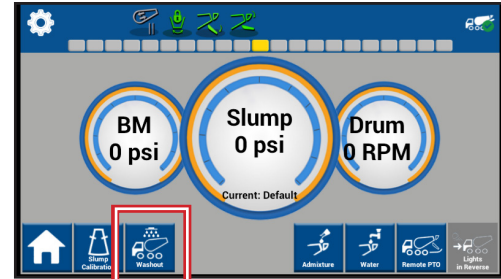 BM
0 psi
Slump
0 psi
Current: Default
Drum
0 RPM
Slump
Calibration
Washout
Admixture
Water
Remote PTO
Lights
in Reverse